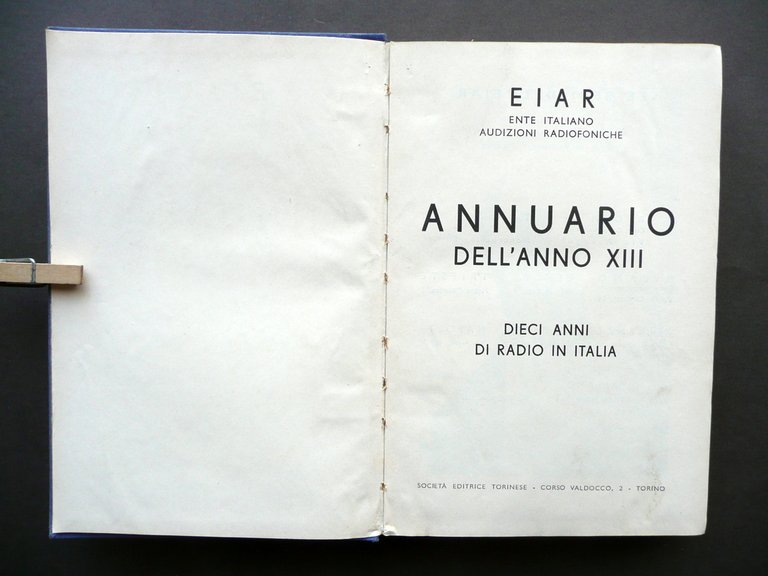 EIAR
ENTE ITALIANO
AUDIZIONI RADIOFONICHE
ANNUARIO
DELL'ANNO XIII
DIECI ANNI
DI RADIO IN ITALIA
SOCIETÀ EDITRICE TORINESE - CORSO VALDOCCO, 2 - TORINO